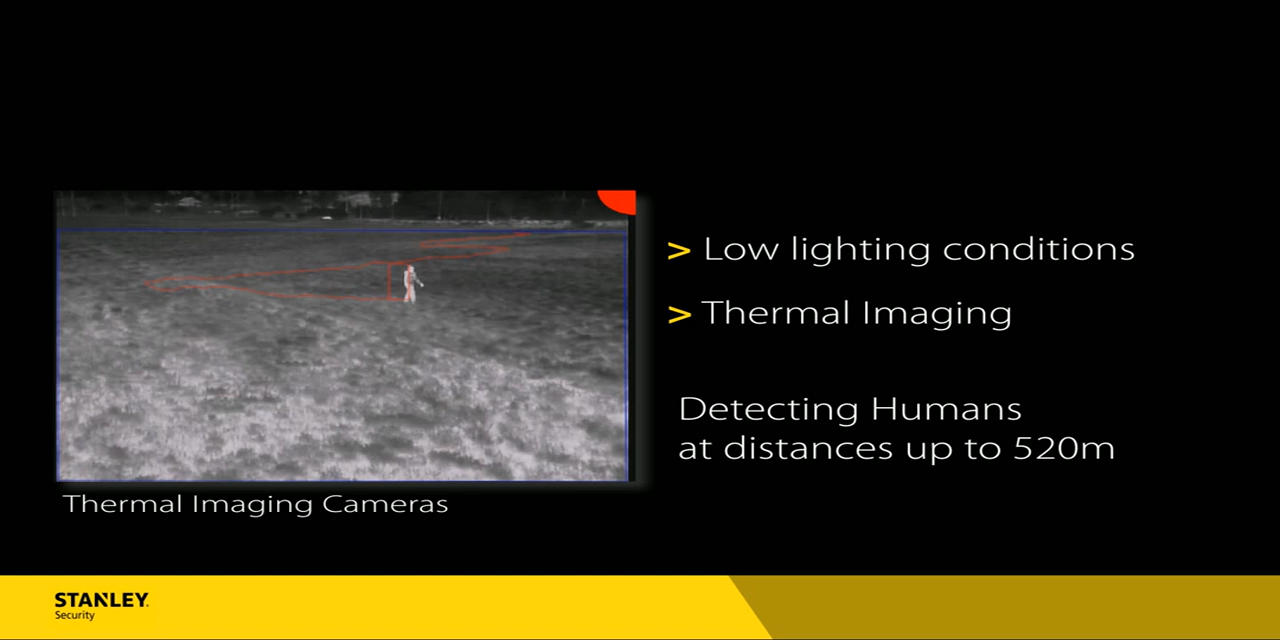 > Low lighting conditions
> Thermal Imaging
Detecting Humans
at distances up to 520m
Thermal Imaging Cameras
STANLEY.
Security